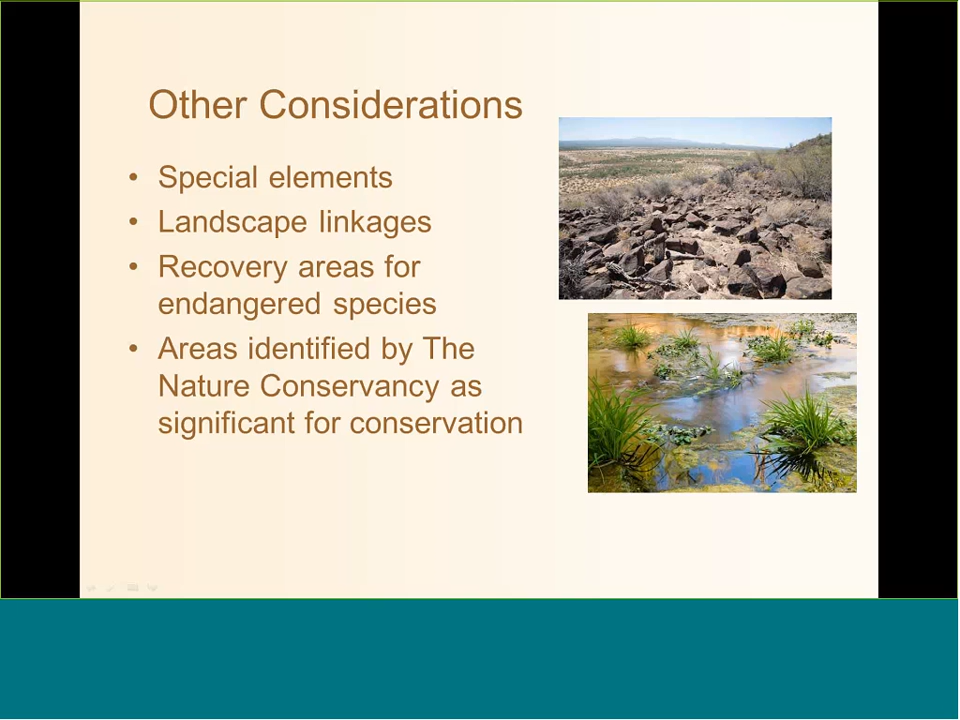 Other Considerations
• Special elements
• Landscape linkages
• Recovery areas for
endangered species
• Areas identified by The
Nature Conservancy as
significant for conservation